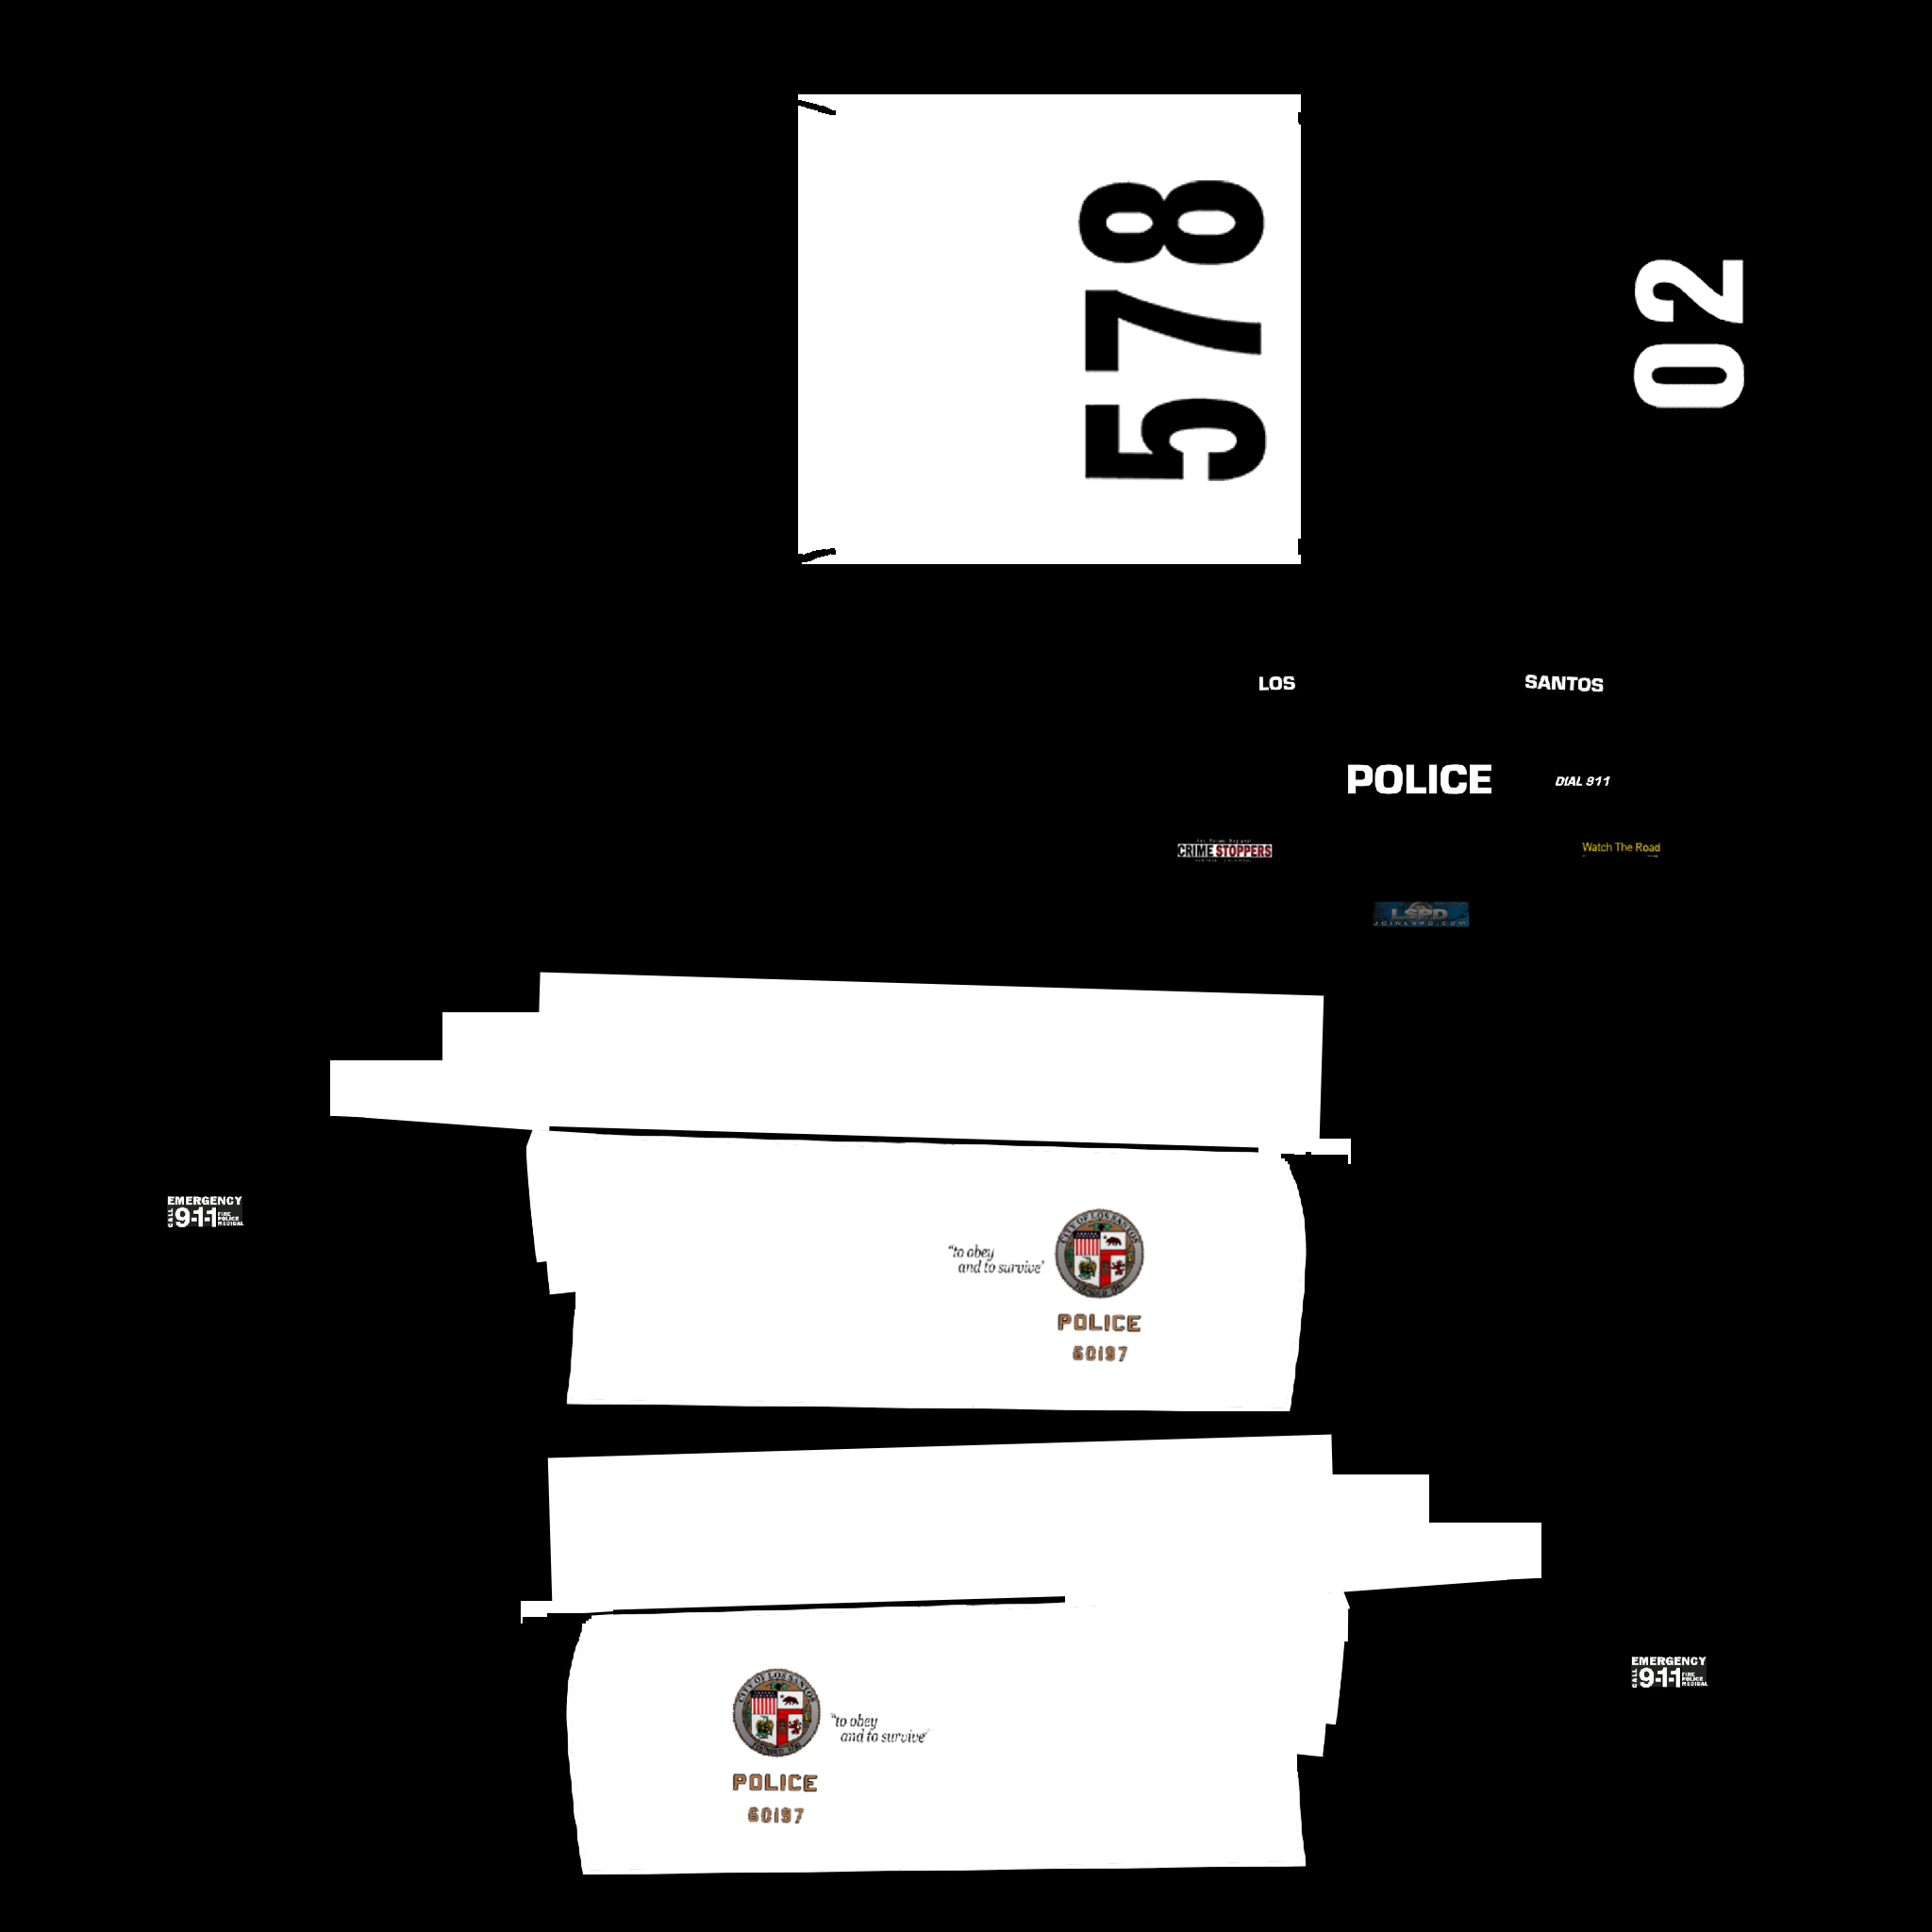 578
02
LOS SANTOS
POLICE DIAL 911
CRIME STOPPERS
Watch The Road
LSPD
JOINLSPD.COM
EMERGENCY
CALL 9-1-1 FIRE POLICE MEDICAL
CITY OF LOS SANTOS
"to obey
and to survive"
POLICE
60197
CITY OF LOS SANTOS
"to obey
and to survive"
POLICE
60197
EMERGENCY
CALL 9-1-1 FIRE POLICE MEDICAL